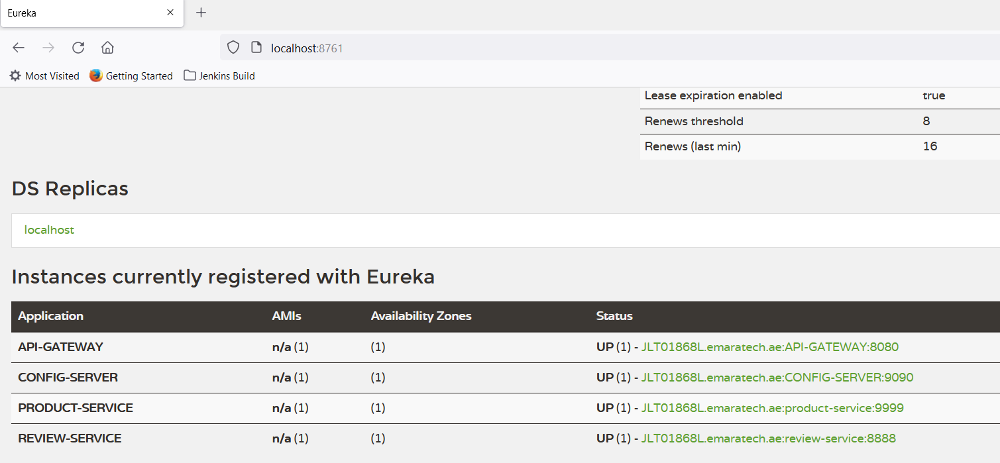 Eureka
localhost:8761
Most Visited Getting Started Jenkins Build
Lease expiration enabled true
Renews threshold 8
Renews (last min) 16
DS Replicas
localhost
Instances currently registered with Eureka
Application AMIs Availability Zones Status
API-GATEWAY n/a (1) (1) UP (1) - JLT01868L.emaratech.ae:API-GATEWAY:8080
CONFIG-SERVER n/a (1) (1) UP (1) - JLT01868L.emaratech.ae:CONFIG-SERVER:9090
PRODUCT-SERVICE n/a (1) (1) UP (1) - JLT01868L.emaratech.ae:product-service:9999
REVIEW-SERVICE n/a (1) (1) UP (1) - JLT01868L.emaratech.ae:review-service:8888